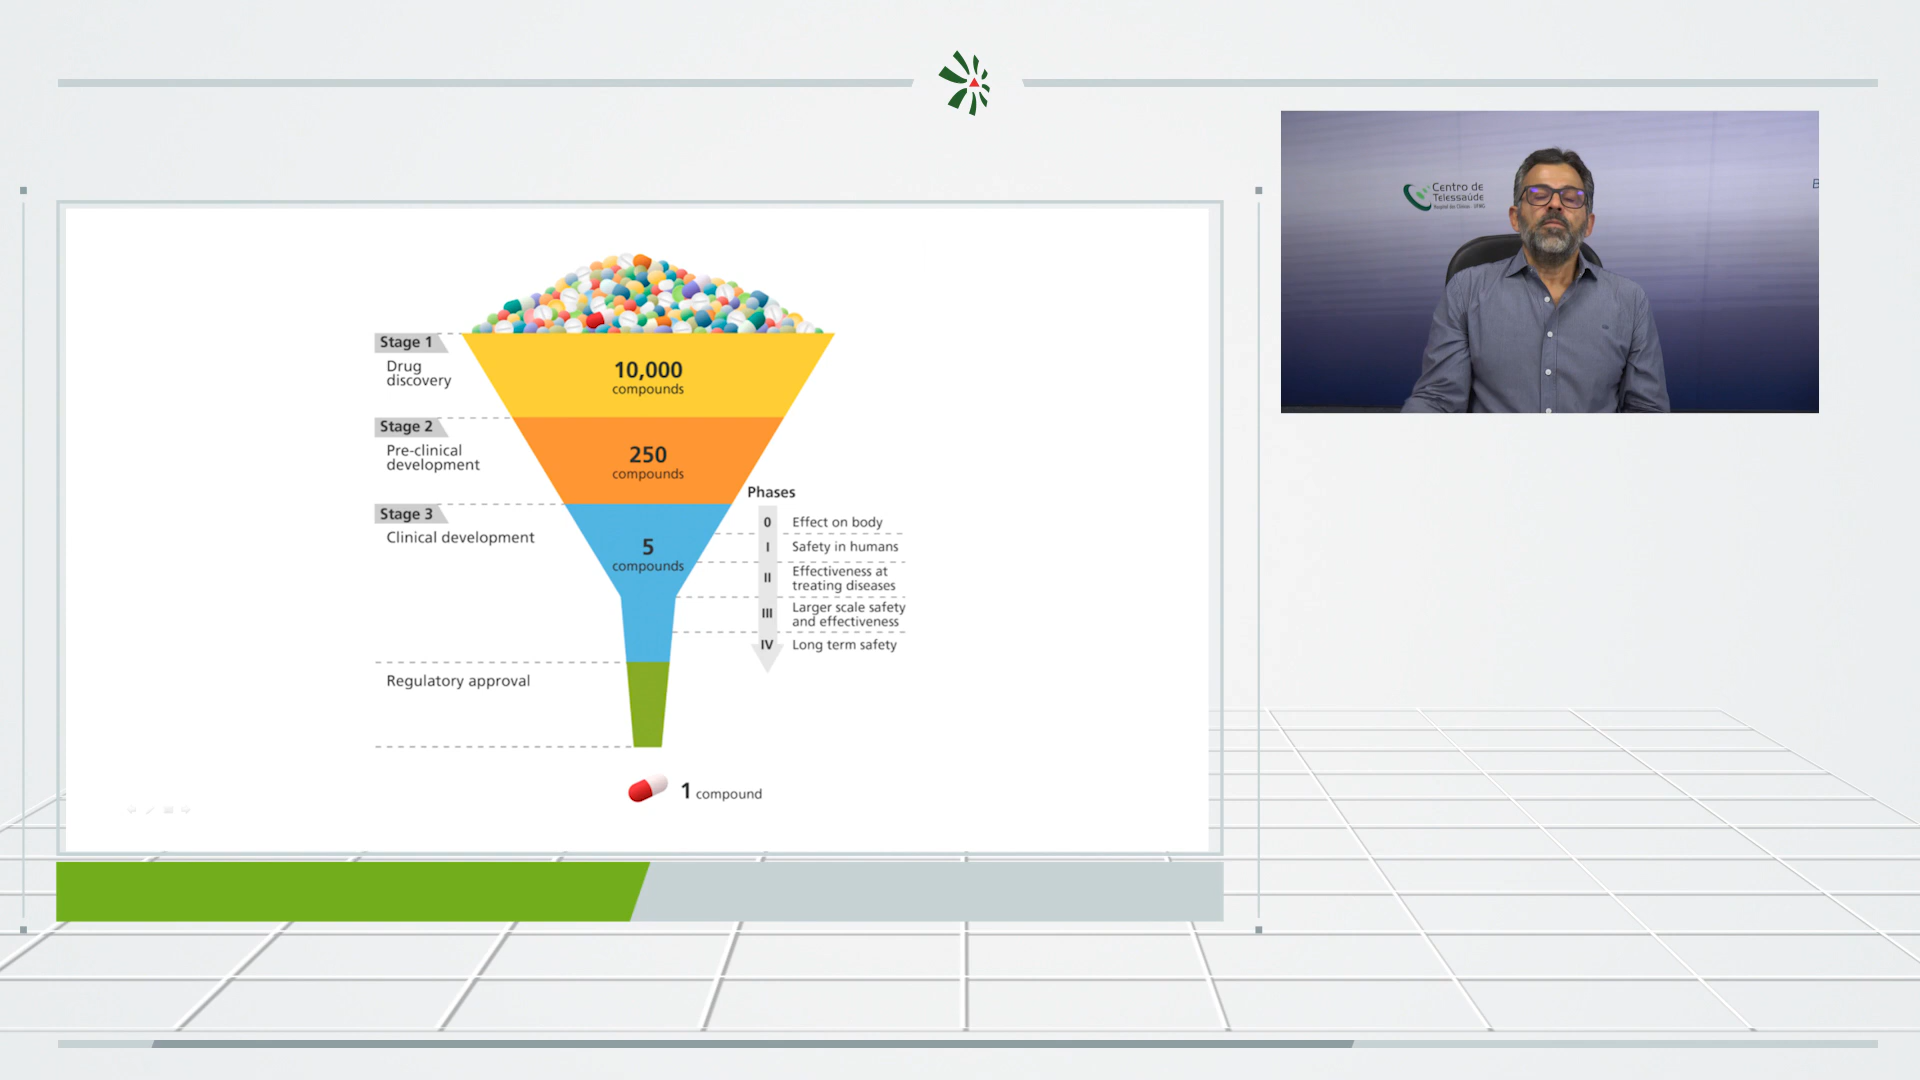 Stage 1
Drug
discovery
10,000
compounds
Stage 2
Pre-clinical
development
250
compounds
Stage 3
Clinical development
5
compounds
Phases
0 Effect on body
I Safety in humans
II Effectiveness at
treating diseases
III Larger scale safety
and effectiveness
IV Long term safety
Regulatory approval
1 compound
Centro de
Telessaúde